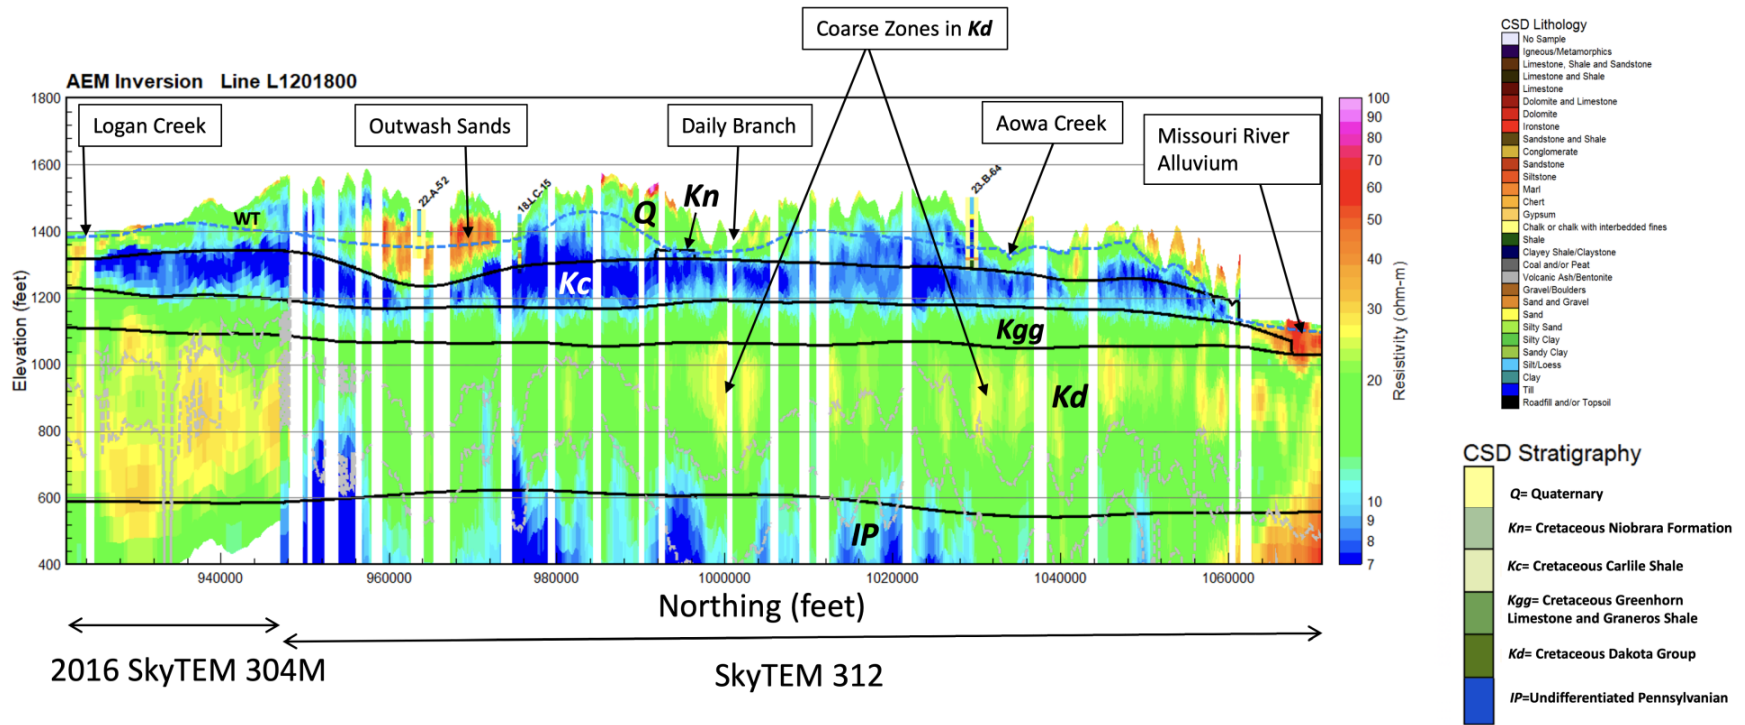 Coarse Zones in Kd
AEM Inversion Line L1201800
Logan Creek
Outwash Sands
Daily Branch
Aowa Creek
Missouri River
Alluvium
22-A-52
18-LC-15
23-B-64
WT
Q
Kn
Kc
Kgg
Kd
IP
Elevation (feet)
1800
1600
1400
1200
1000
800
600
400
940000
960000
980000
1000000
1020000
1040000
1060000
Northing (feet)
2016 SkyTEM 304M
SkyTEM 312
Resistivity (ohm-m)
100
90
80
70
60
50
40
30
20
10
9
8
7
CSD Lithology
No Sample
Igneous/Metamorphics
Limestone, Shale and Sandstone
Limestone and Shale
Limestone
Dolomite and Limestone
Dolomite
Ironstone
Sandstone and Shale
Conglomerate
Sandstone
Siltstone
Marl
Chert
Gypsum
Chalk or chalk with interbedded fines
Shale
Clayey Shale/Claystone
Coal and/or Peat
Volcanic Ash/Bentonite
Gravel/Boulders
Sand and Gravel
Sand
Silty Sand
Silty Clay
Sandy Clay
Silt/Loess
Clay
Till
Roadfill and/or Topsoil
CSD Stratigraphy
Q= Quaternary
Kn= Cretaceous Niobrara Formation
Kc= Cretaceous Carlile Shale
Kgg= Cretaceous Greenhorn
Limestone and Graneros Shale
Kd= Cretaceous Dakota Group
IP=Undifferentiated Pennsylvanian